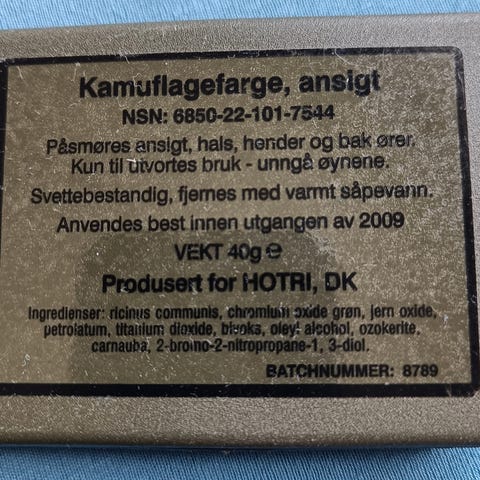 Kamuflagefarge, ansigt
NSN: 6850-22-101-7544
Påsmøres ansigt, hals, hender og bak ører.
Kun til utvortes bruk - unngå øynene.
Svettebestandig, fjernes med varmt såpevann.
Anvendes best innen utgangen av 2009
VEKT 40g ℮
Produsert for HOTRI, DK
Ingredienser: ricinus communis, chromium oxide grøn, jern oxide,
petrolatum, titanium dioxide, bivoks, oleyl alcohol, ozokerite,
carnauba, 2-bromo-2-nitropropane-1, 3-diol.
BATCHNUMMER: 8789